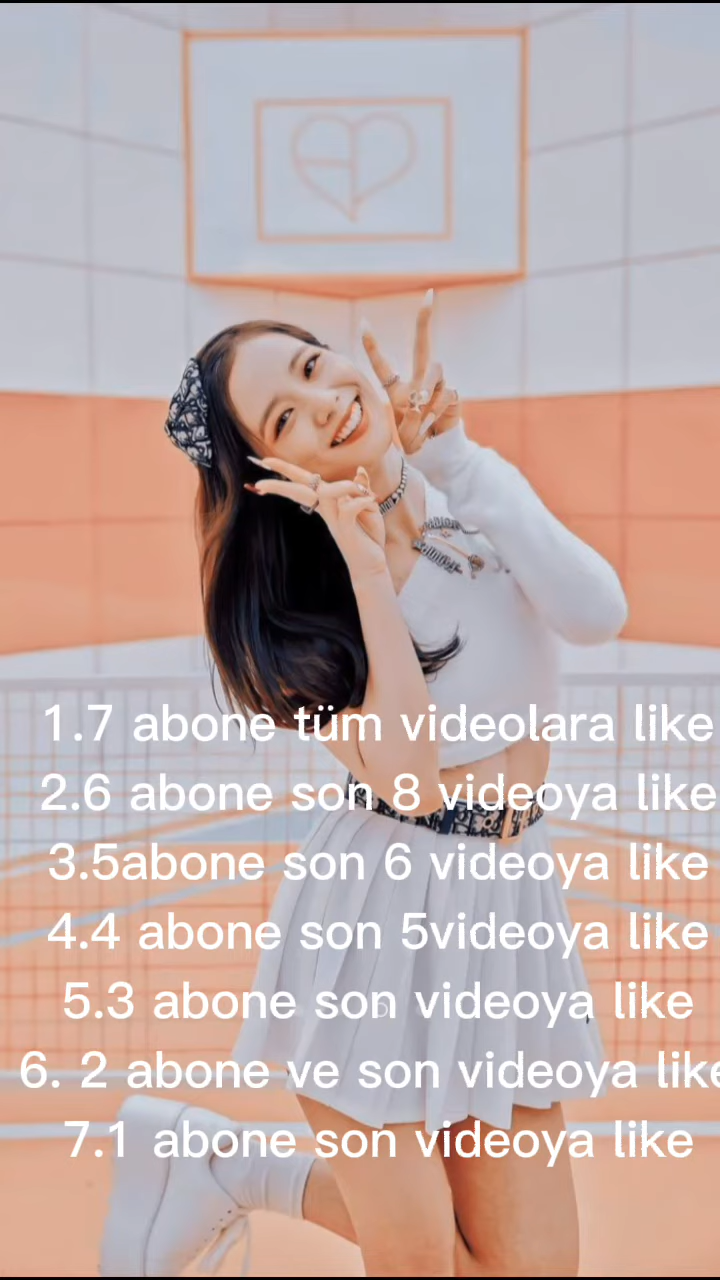 1.7 abone tüm videolara like
2.6 abone son 8 videoya like
3.5abone son 6 videoya like
4.4 abone son 5videoya like
5.3 abone son videoya like
6. 2 abone ve son videoya like
7.1 abone son videoya like